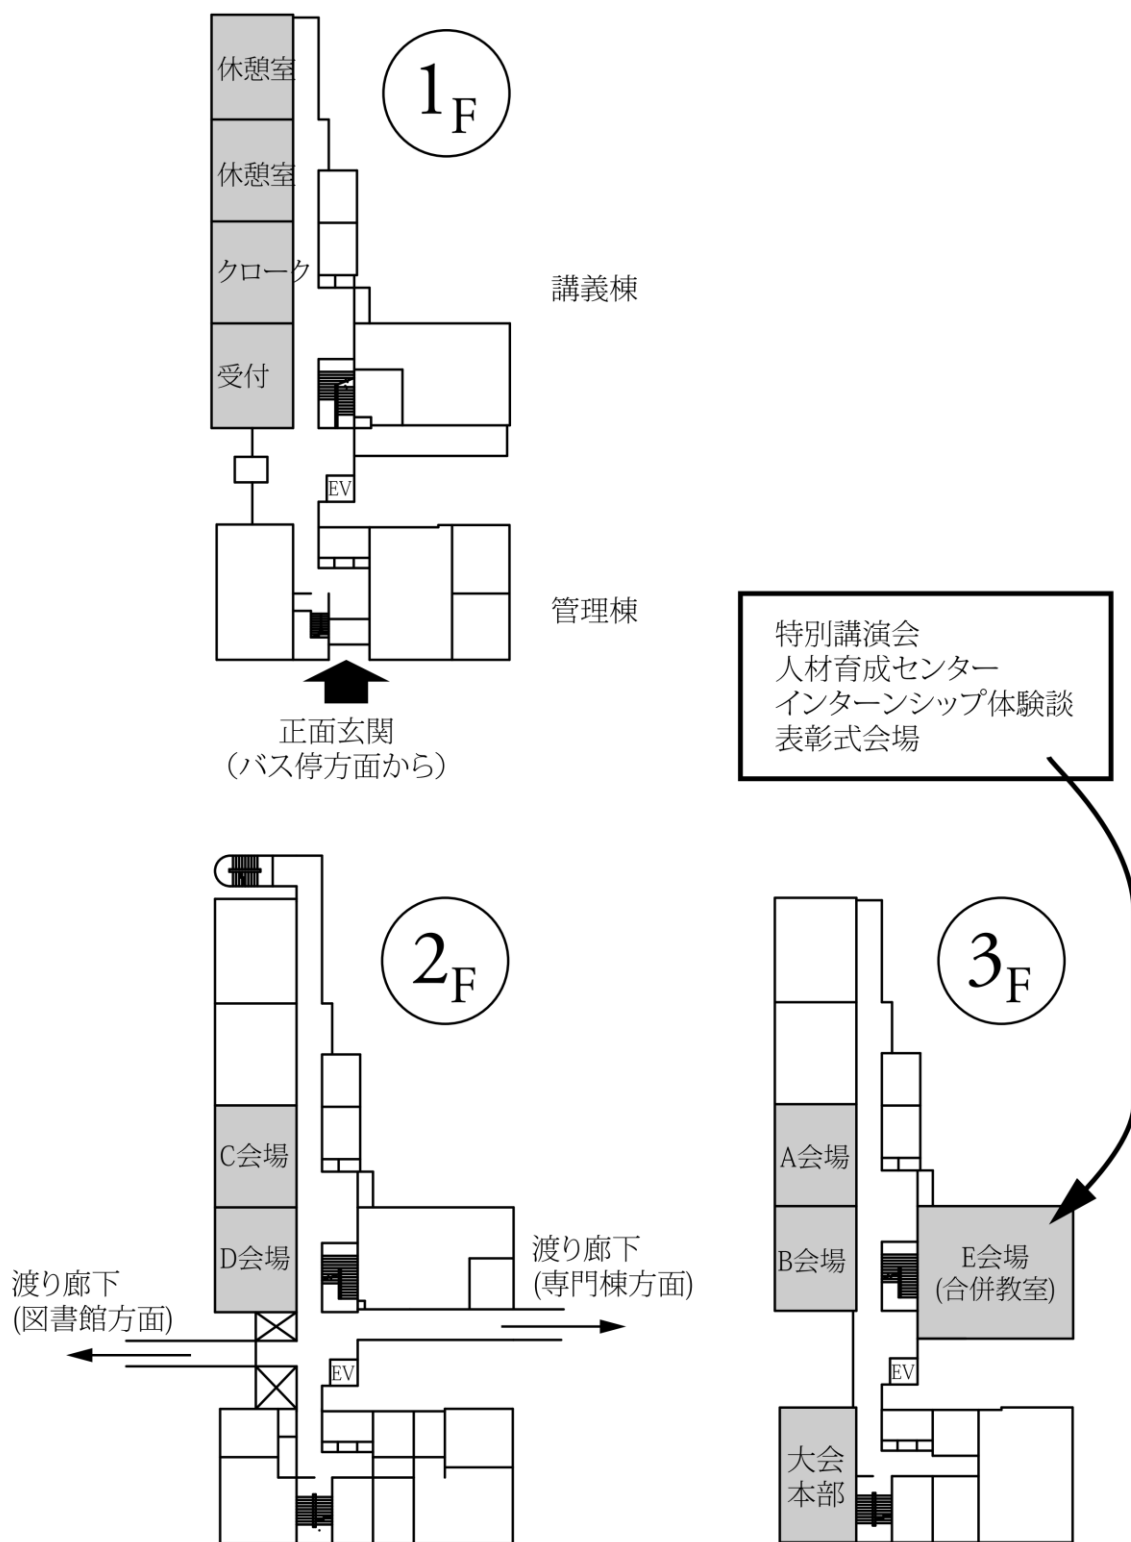 休憩室
1F
休憩室
クローク
講義棟
受付
EV
管理棟
正面玄関
（バス停方面から）
特別講演会
人材育成センター
インターンシップ体験談
表彰式会場
2F
C会場
D会場
渡り廊下
(図書館方面)
渡り廊下
(専門棟方面)
EV
3F
A会場
B会場
E会場
(合併教室)
EV
大会
本部